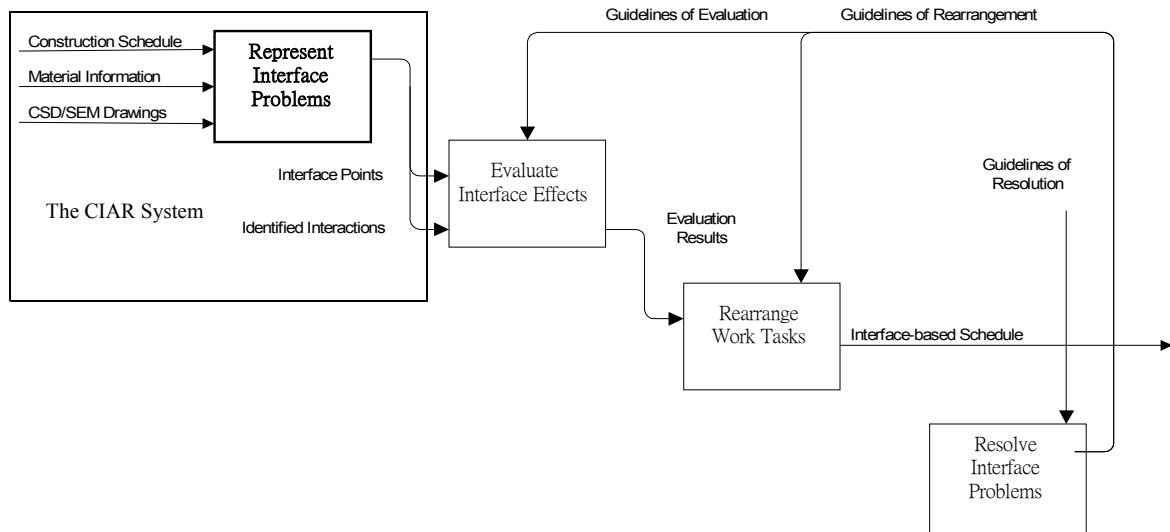 Guidelines of Evaluation
Guidelines of Rearrangement
Construction Schedule
Material Information
CSD/SEM Drawings
Represent
Interface
Problems
The CIAR System
Interface Points
Identified Interactions
Evaluate
Interface Effects
Evaluation
Results
Guidelines of
Resolution
Rearrange
Work Tasks
Interface-based Schedule
Resolve
Interface
Problems